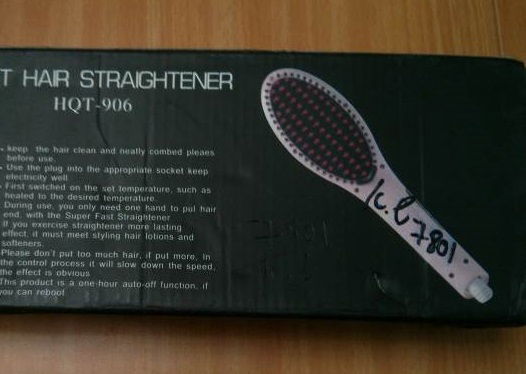 T HAIR STRAIGHTENER
HQT-906
keep the hair clean and neatly combed pleaes
before use.
Use the plug into the appropriate socket keep
electricity well
First switched on the set temperature, such as
heated to the desired temperature.
During use, you only need one hand to pull hair
end, with the Super Fast Straightener
If you exercise straightener more lasting
effect, it must meet styling hair lotions and
softeners.
Please don't put too much hair, if put more, In
the control process it will slow down the speed,
the effect is obvious
This product is a one-hour auto-off function, if
you can reboot
7801
7801